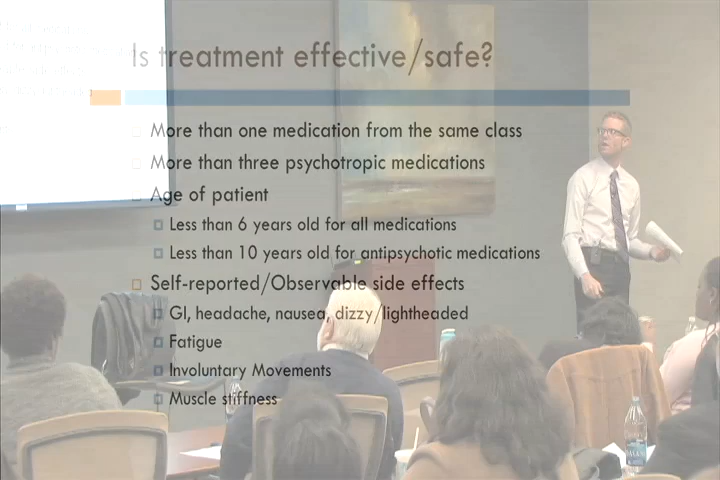 Is treatment effective/safe?
More than one medication from the same class
More than three psychotropic medications
Age of patient
Less than 6 years old for all medications
Less than 10 years old for antipsychotic medications
Self-reported/Observable side effects
GI, headache, nausea, dizzy/lightheaded
Fatigue
Involuntary Movements
Muscle stiffness